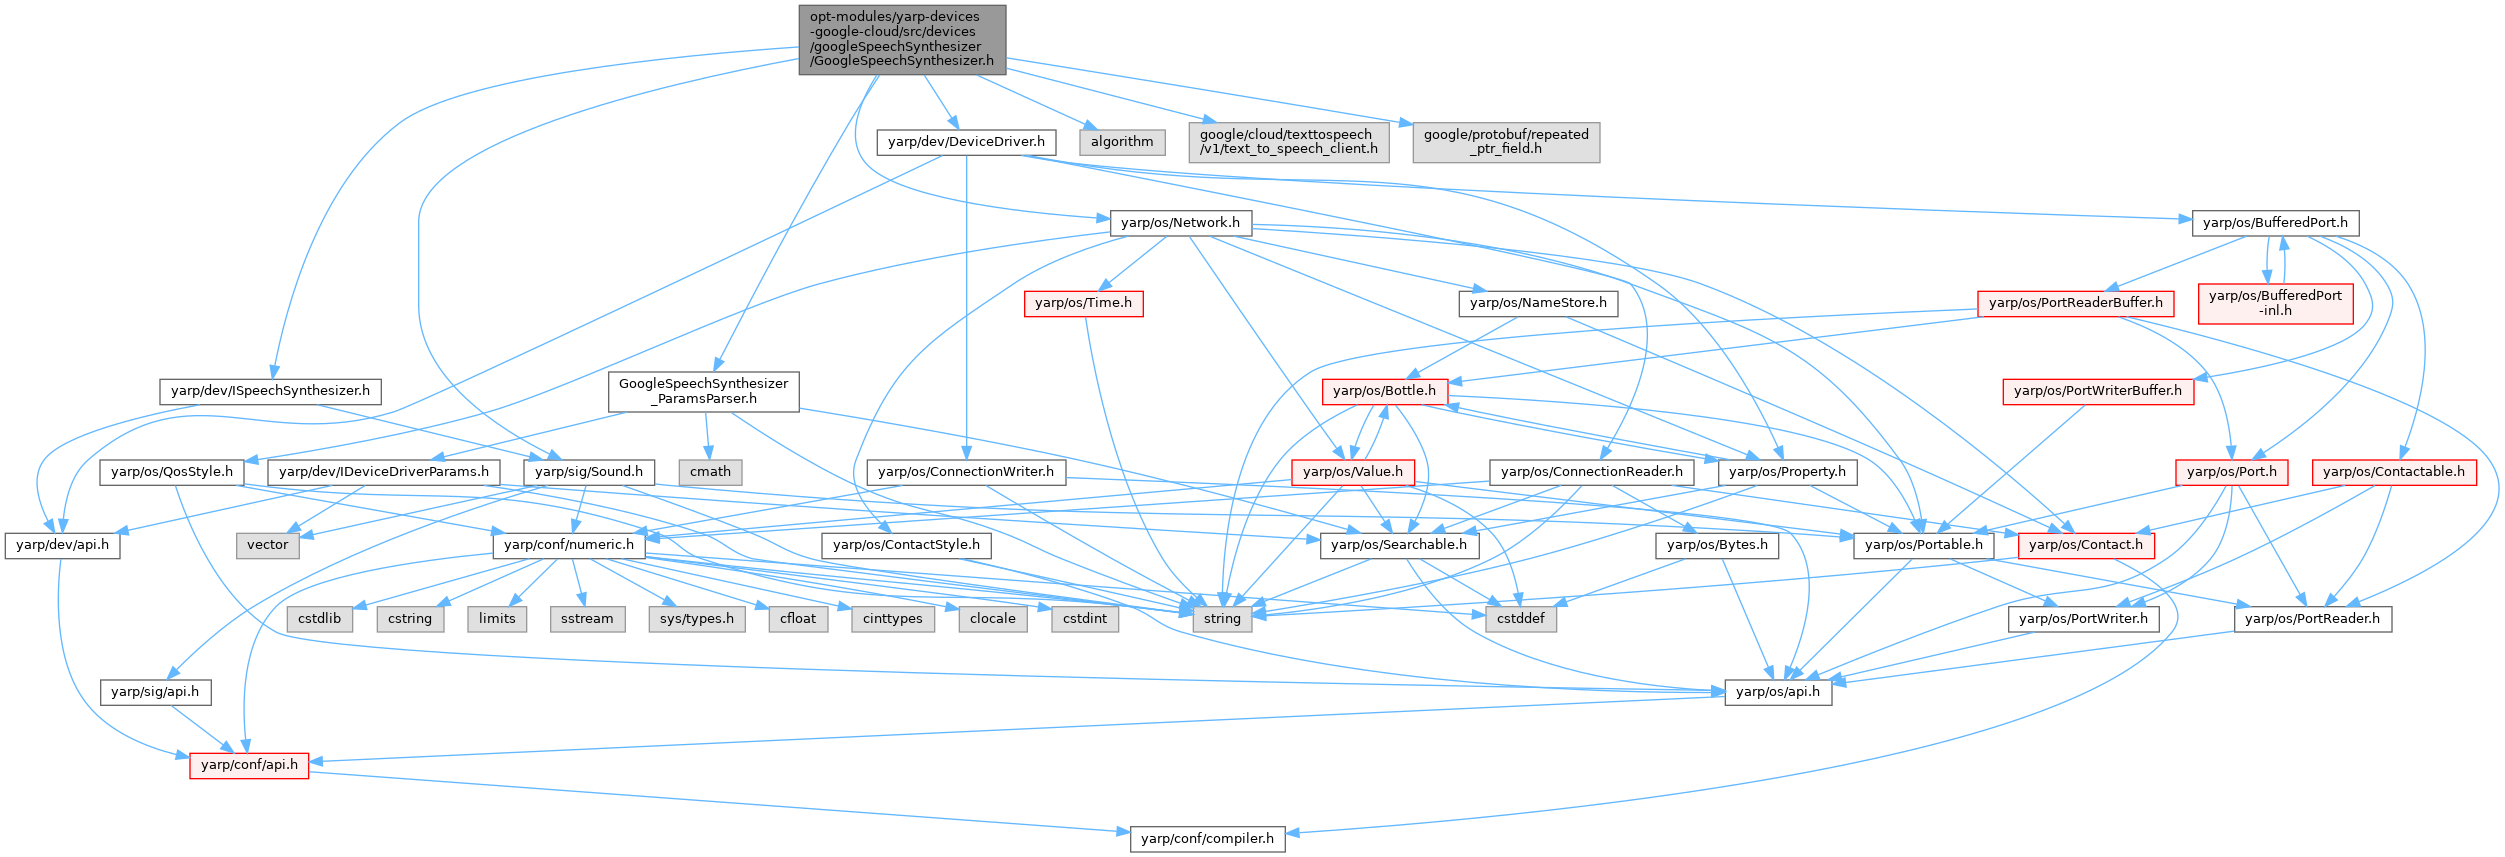 opt-modules/yarp-devices
-google-cloud/src/devices
/googleSpeechSynthesizer
/GoogleSpeechSynthesizer.h
yarp/dev/DeviceDriver.h
algorithm
google/cloud/texttospeech
/v1/text_to_speech_client.h
google/protobuf/repeated
_ptr_field.h
yarp/os/Network.h
yarp/os/BufferedPort.h
yarp/os/Time.h
yarp/os/NameStore.h
yarp/os/PortReaderBuffer.h
yarp/os/BufferedPort
-inl.h
yarp/dev/ISpeechSynthesizer.h
GoogleSpeechSynthesizer
_ParamsParser.h
yarp/os/Bottle.h
yarp/os/PortWriterBuffer.h
yarp/os/QosStyle.h
yarp/dev/IDeviceDriverParams.h
yarp/sig/Sound.h
cmath
yarp/os/ConnectionWriter.h
yarp/os/Value.h
yarp/os/ConnectionReader.h
yarp/os/Property.h
yarp/os/Port.h
yarp/os/Contactable.h
yarp/dev/api.h
vector
yarp/conf/numeric.h
yarp/os/ContactStyle.h
yarp/os/Searchable.h
yarp/os/Bytes.h
yarp/os/Portable.h
yarp/os/Contact.h
cstdlib
cstring
limits
sstream
sys/types.h
cfloat
cinttypes
clocale
cstdint
string
cstddef
yarp/os/PortWriter.h
yarp/os/PortReader.h
yarp/sig/api.h
yarp/os/api.h
yarp/conf/api.h
yarp/conf/compiler.h